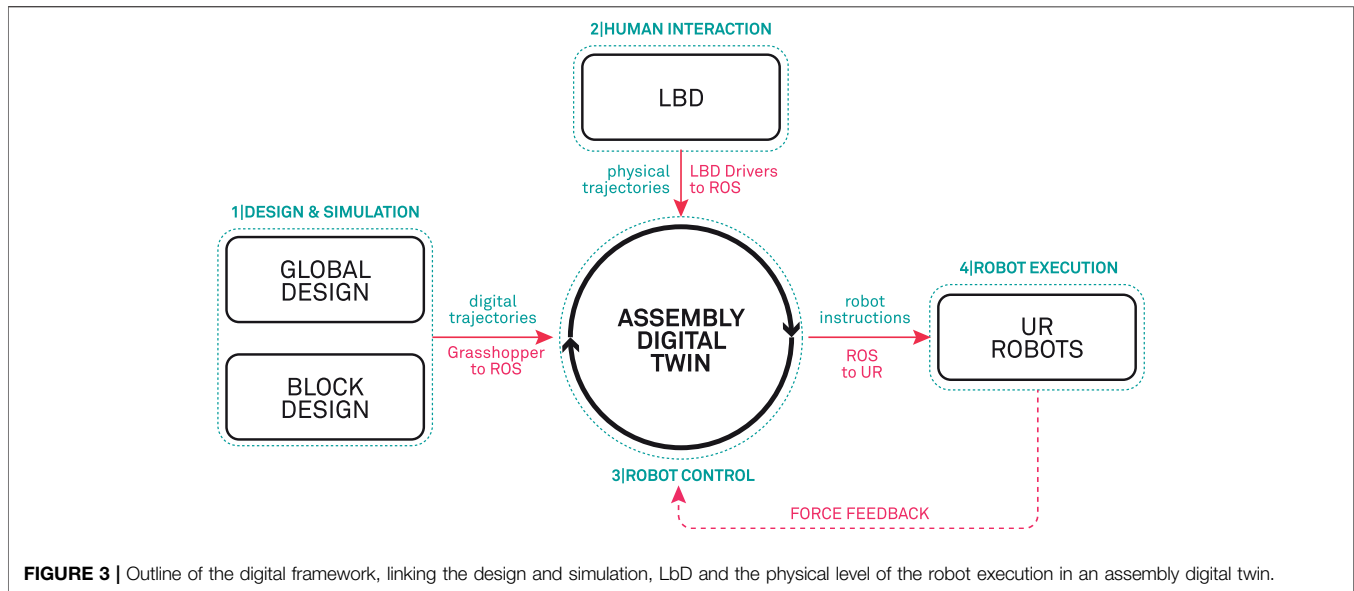 2|HUMAN INTERACTION
LBD
physical
trajectories
LBD Drivers
to ROS
1|DESIGN & SIMULATION
GLOBAL
DESIGN
BLOCK
DESIGN
digital
trajectories
Grasshopper
to ROS
ASSEMBLY
DIGITAL
TWIN
3|ROBOT CONTROL
robot
instructions
ROS
to UR
4|ROBOT EXECUTION
UR
ROBOTS
FORCE FEEDBACK
FIGURE 3 | Outline of the digital framework, linking the design and simulation, LbD and the physical level of the robot execution in an assembly digital twin.